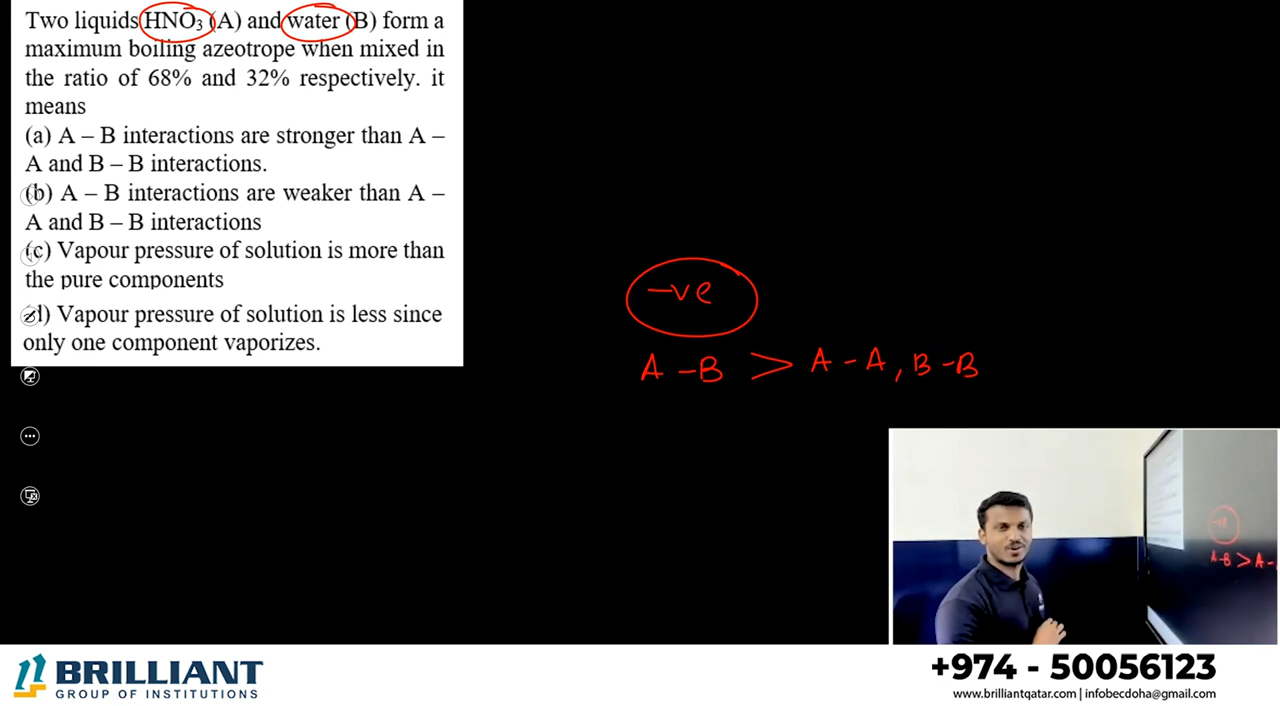 Two liquids HNO₃ (A) and water (B) form a
maximum boiling azeotrope when mixed in
the ratio of 68% and 32% respectively. it
means
(a) A – B interactions are stronger than A –
A and B – B interactions.
(b) A – B interactions are weaker than A –
A and B – B interactions
(c) Vapour pressure of solution is more than
the pure components
d) Vapour pressure of solution is less since
only one component vaporizes.
-ve
A - B > A - A, B - B
-ve
A-B > A-
BRILLIANT
GROUP OF INSTITUTIONS
+974 - 50056123
www.brilliantqatar.com | infobecdoha@gmail.com